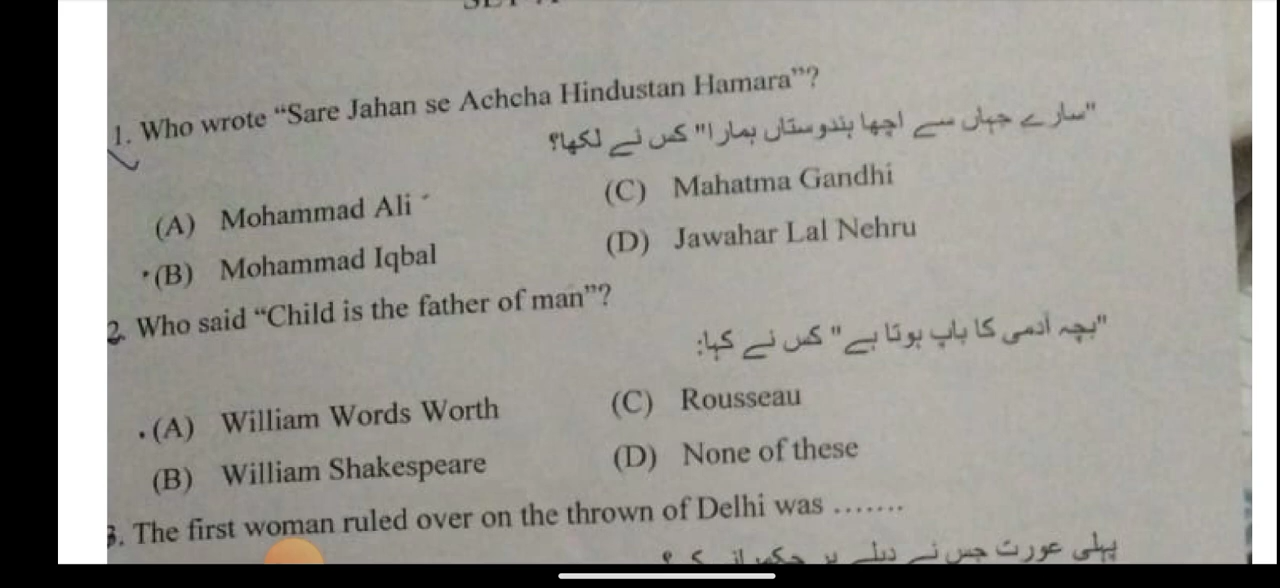 1. Who wrote “Sare Jahan se Achcha Hindustan Hamara”?
"سارے جہاں سے اچھا ہندوستاں ہمارا" کس نے لکھا؟
(A) Mohammad Ali
(C) Mahatma Gandhi
(B) Mohammad Iqbal
(D) Jawahar Lal Nehru
2. Who said “Child is the father of man”?
"بچہ آدمی کا باپ ہوتا ہے" کس نے کہا:
(A) William Words Worth
(C) Rousseau
(B) William Shakespeare
(D) None of these
3. The first woman ruled over on the thrown of Delhi was .......
پہلی عورت جس نے دہلی پر